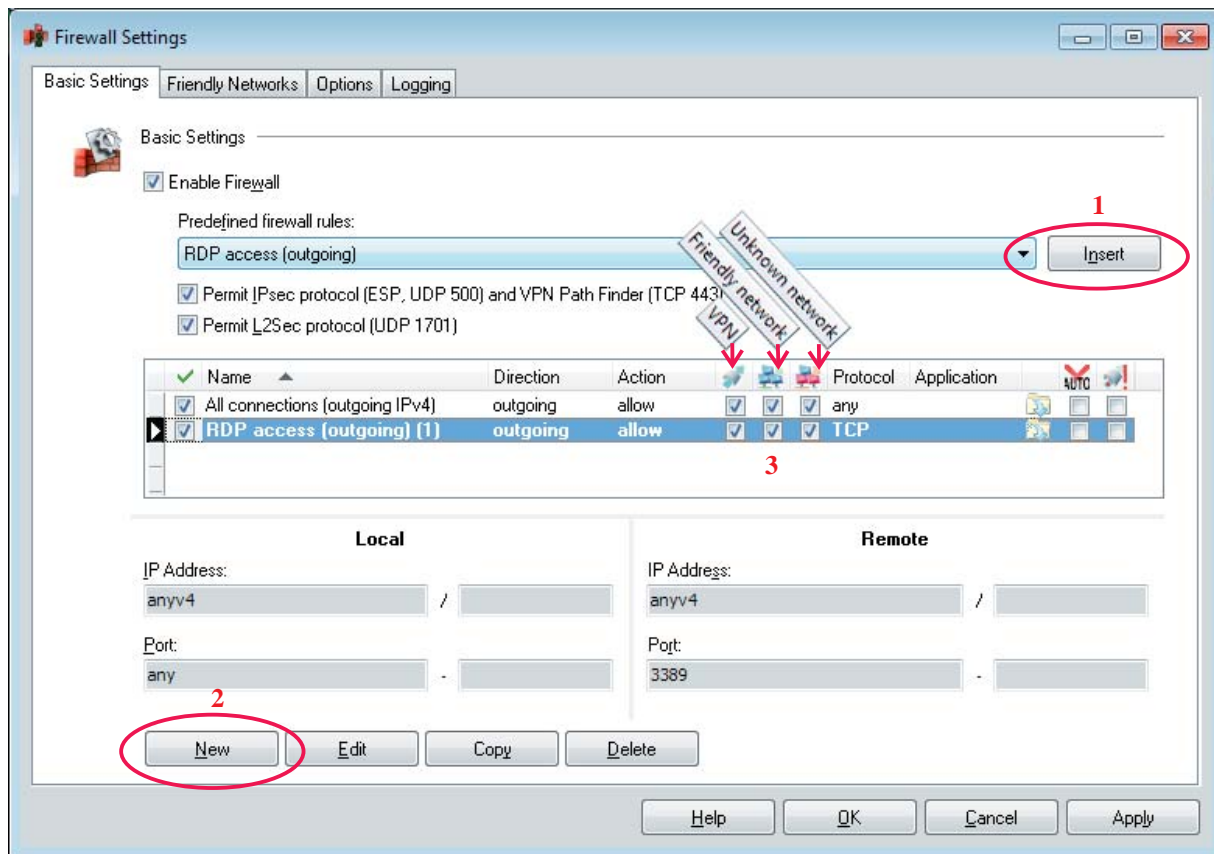 Firewall Settings
Basic Settings Friendly Networks Options Logging
Basic Settings
Enable Firewall
Predefined firewall rules:
1
RDP access (outgoing) Insert
Permit IPsec protocol (ESP, UDP 500) and VPN Path Finder (TCP 443)
Permit L2Sec protocol (UDP 1701)
VPN
Friendly network
Unknown network
Name Direction Action Protocol Application AUTO
All connections (outgoing IPv4) outgoing allow any
RDP access (outgoing) (1) outgoing allow TCP
3
Local Remote
IP Address: IP Address:
anyv4 / anyv4 /
Port: Port:
any - 3389 -
2
New Edit Copy Delete
Help OK Cancel Apply